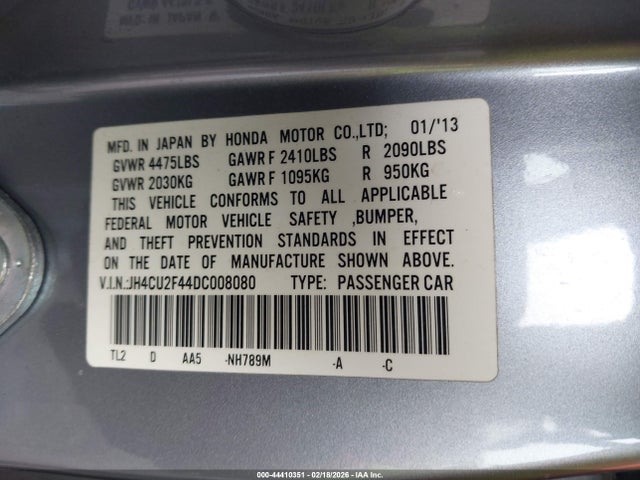 MFD. IN JAPAN BY HONDA MOTOR CO.,LTD; 01/'13
GVWR 4475LBS GAWR F 2410LBS R 2090LBS
GVWR 2030KG GAWR F 1095KG R 950KG
THIS VEHICLE CONFORMS TO ALL APPLICABLE
FEDERAL MOTOR VEHICLE SAFETY ,BUMPER,
AND THEFT PREVENTION STANDARDS IN EFFECT
ON THE DATE OF MANUFACTURE SHOWN ABOVE.
V.I.N.:JH4CU2F44DC008080 TYPE: PASSENGER CAR
TL2 D AA5 -NH789M -A -C
000-44410351 - 02/18/2026 - IAA Inc.